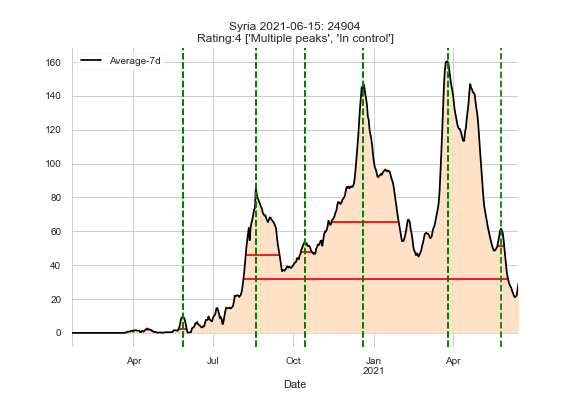 Syria 2021-06-15: 24904
Rating:4 ['Multiple peaks', 'In control']
Average-7d
160
140
120
100
80
60
40
20
0
Apr Jul Oct Jan Apr
2021
Date